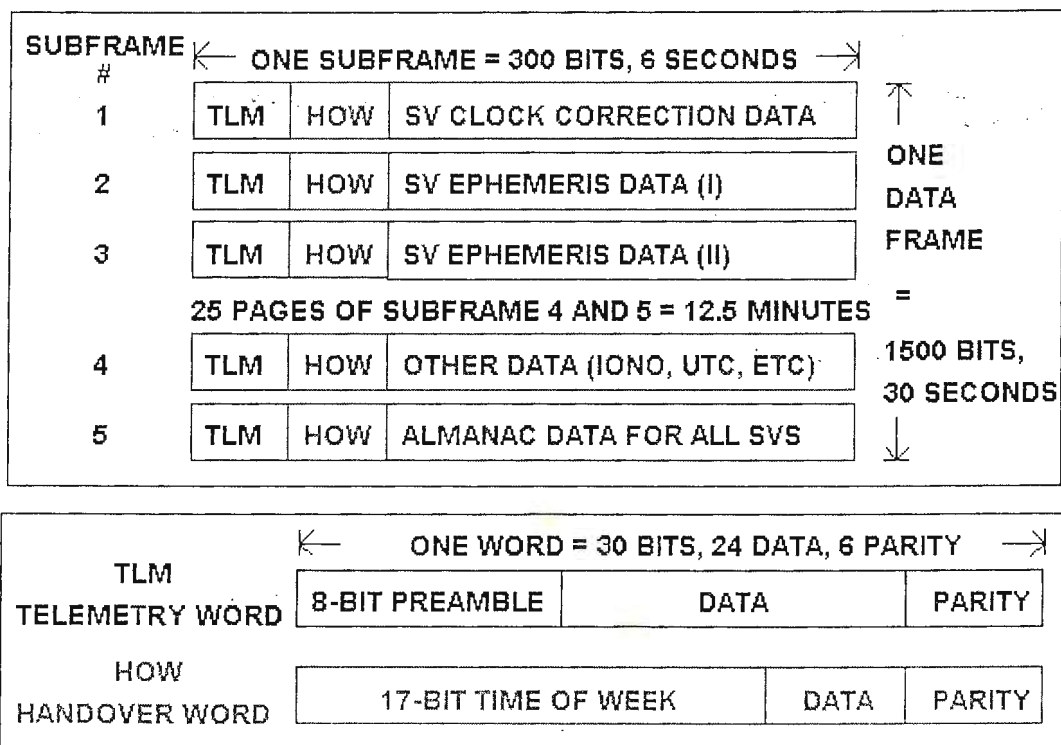 SUBFRAME # ONE SUBFRAME = 300 BITS, 6 SECONDS
1 TLM HOW SV CLOCK CORRECTION DATA
2 TLM HOW SV EPHEMERIS DATA (I)
3 TLM HOW SV EPHEMERIS DATA (II)
25 PAGES OF SUBFRAME 4 AND 5 = 12.5 MINUTES
4 TLM HOW OTHER DATA (IONO, UTC, ETC)
5 TLM HOW ALMANAC DATA FOR ALL SVS
ONE
DATA
FRAME
=
1500 BITS,
30 SECONDS
ONE WORD = 30 BITS, 24 DATA, 6 PARITY
TLM
TELEMETRY WORD
8-BIT PREAMBLE DATA PARITY
HOW
HANDOVER WORD
17-BIT TIME OF WEEK DATA PARITY